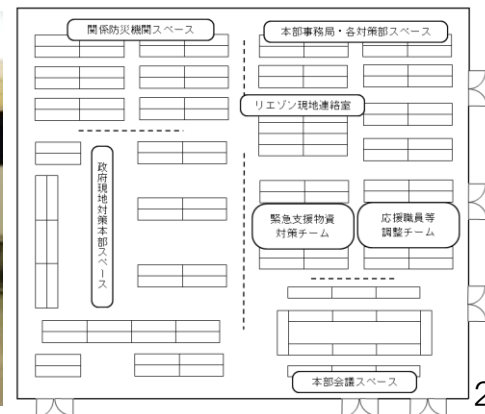 関係防災機関スペース
本部事務局・各対策部スペース
リエゾン現地連絡室
政府現地対策本部スペース
緊急支援物資
対策チーム
応援職員等
調整チーム
本部会議スペース
2